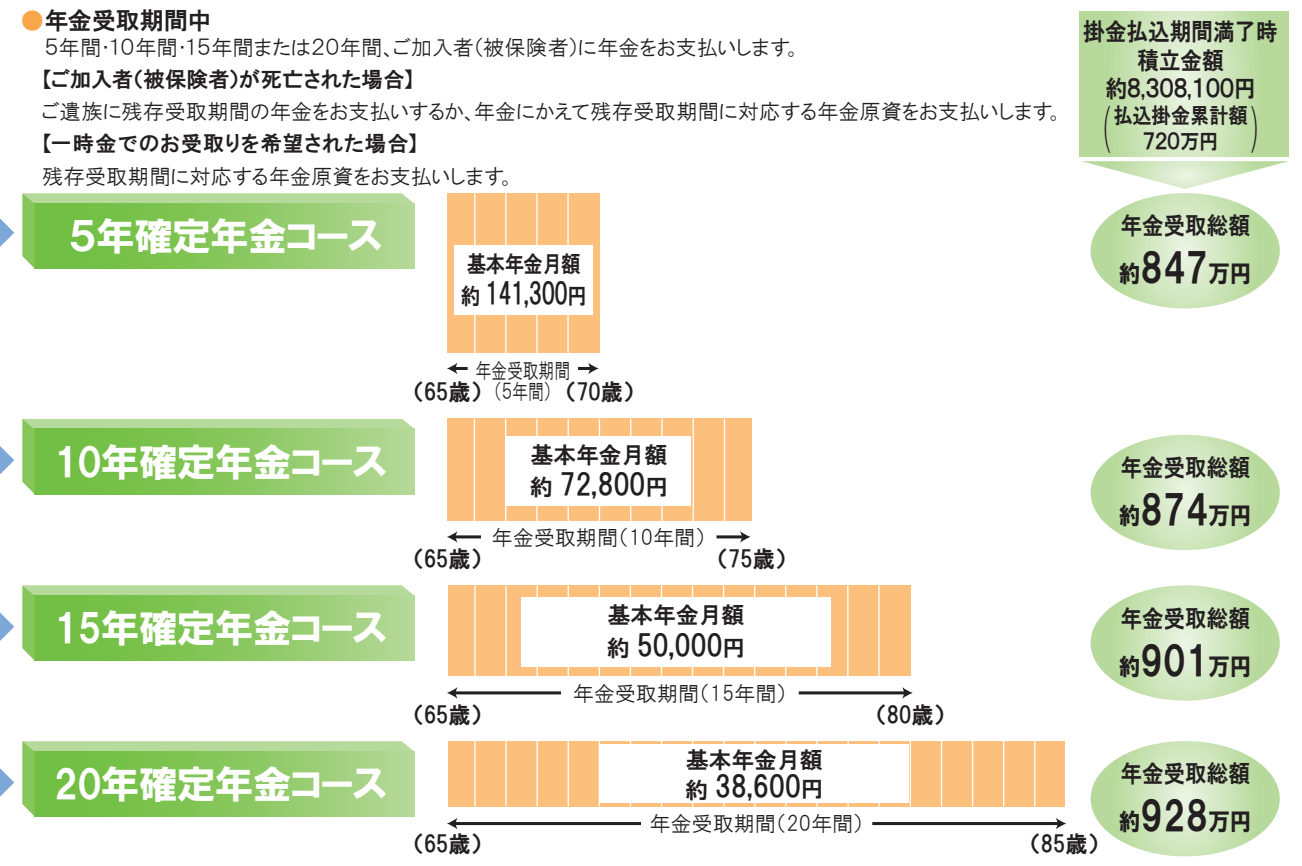 ●年金受取期間中
5年間・10年間・15年間または20年間、ご加入者(被保険者)に年金をお支払いします。
【ご加入者(被保険者)が死亡された場合】
ご遺族に残存受取期間の年金をお支払いするか、年金にかえて残存受取期間に対応する年金原資をお支払いします。
【一時金でのお受取りを希望された場合】
残存受取期間に対応する年金原資をお支払いします。
掛金払込期間満了時
積立金額
約8,308,100円
(払込掛金累計額
720万円)
5年確定年金コース
基本年金月額
約 141,300円
← 年金受取期間 →
(65歳)(5年間)(70歳)
年金受取総額
約847万円
10年確定年金コース
基本年金月額
約 72,800円
← 年金受取期間(10年間) →
(65歳) (75歳)
年金受取総額
約874万円
15年確定年金コース
基本年金月額
約 50,000円
← 年金受取期間(15年間) →
(65歳) (80歳)
年金受取総額
約901万円
20年確定年金コース
基本年金月額
約 38,600円
← 年金受取期間(20年間) →
(65歳) (85歳)
年金受取総額
約928万円